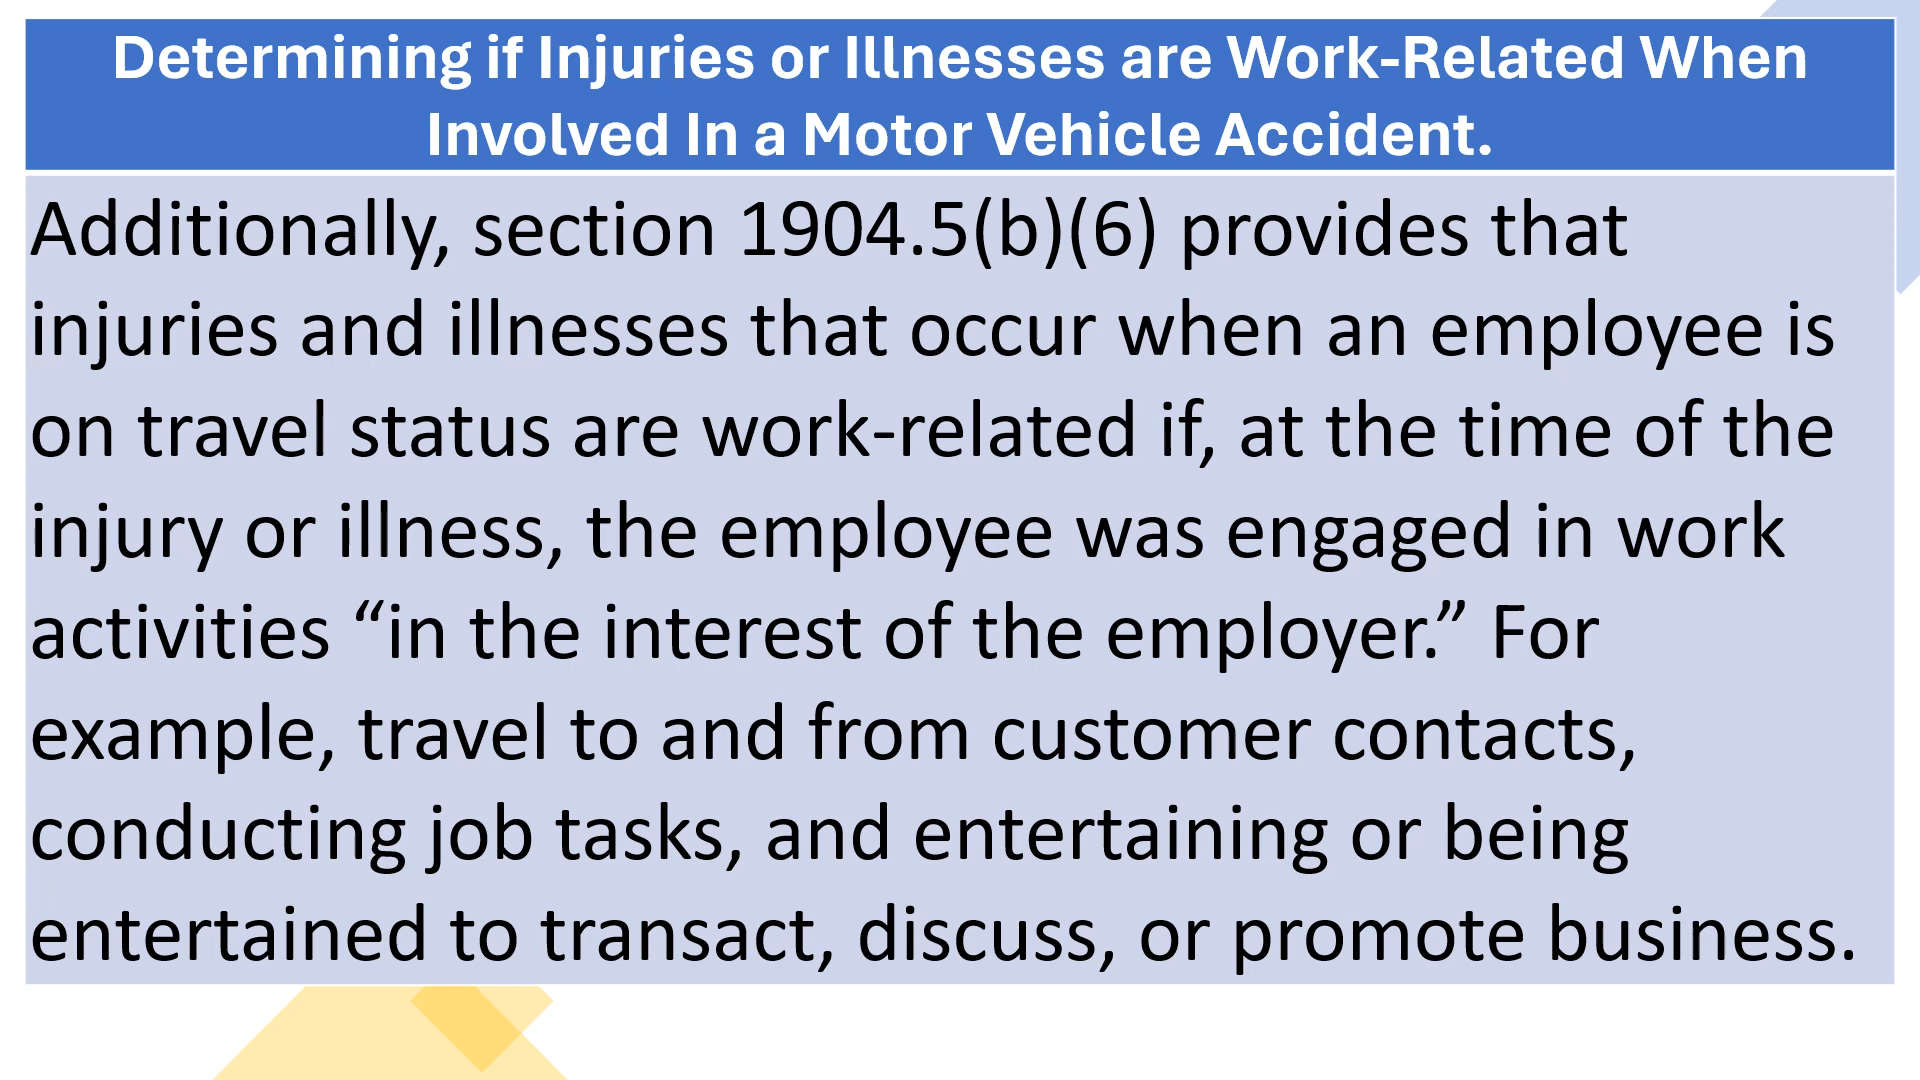 Determining if Injuries or Illnesses are Work-Related When
Involved In a Motor Vehicle Accident.
Additionally, section 1904.5(b)(6) provides that
injuries and illnesses that occur when an employee is
on travel status are work-related if, at the time of the
injury or illness, the employee was engaged in work
activities “in the interest of the employer.” For
example, travel to and from customer contacts,
conducting job tasks, and entertaining or being
entertained to transact, discuss, or promote business.